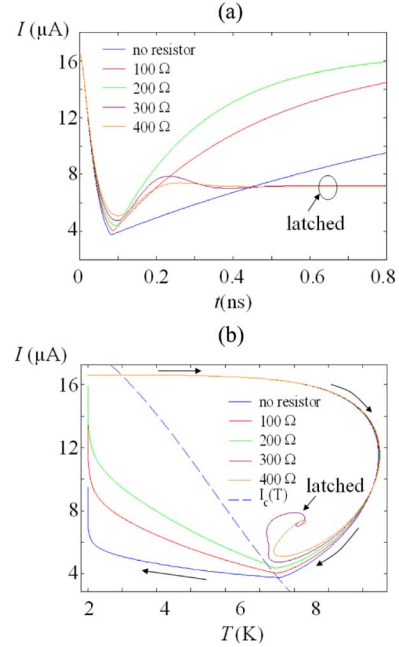 (a)
I (μA)
16
12
8
4
no resistor
100 Ω
200 Ω
300 Ω
400 Ω
latched
0
0.2
0.4
0.6
0.8
t(ns)
(b)
I (μA)
16
12
8
4
no resistor
100 Ω
200 Ω
300 Ω
400 Ω
I_c(T)
latched
2
4
6
8
10
T(K)